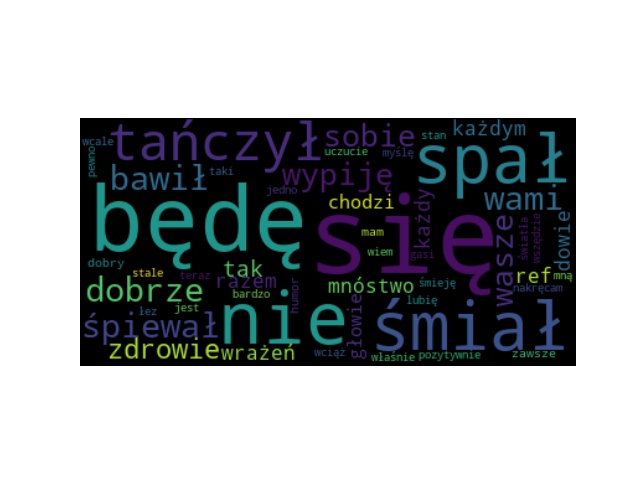 wcale
pewno
tańczył
sobie
stan
każdym
uczucie
myślę
spał
bawił
taki
wypiję
jedno
chodzi
każdy
wami
będę
się
mam
wiem
gasi
wasze
światła
wszędzie
dowie
dobry
stale
teraz
tak
razem
humor
mnóstwo
śmieję
ref
mną
nakręcam
dobrze
bardzo
lubię
łez
jest
śpiewał
nie
głowie
śmiał
zdrowie
wrażeń
wciąż
właśnie
pozytywnie
zawsze